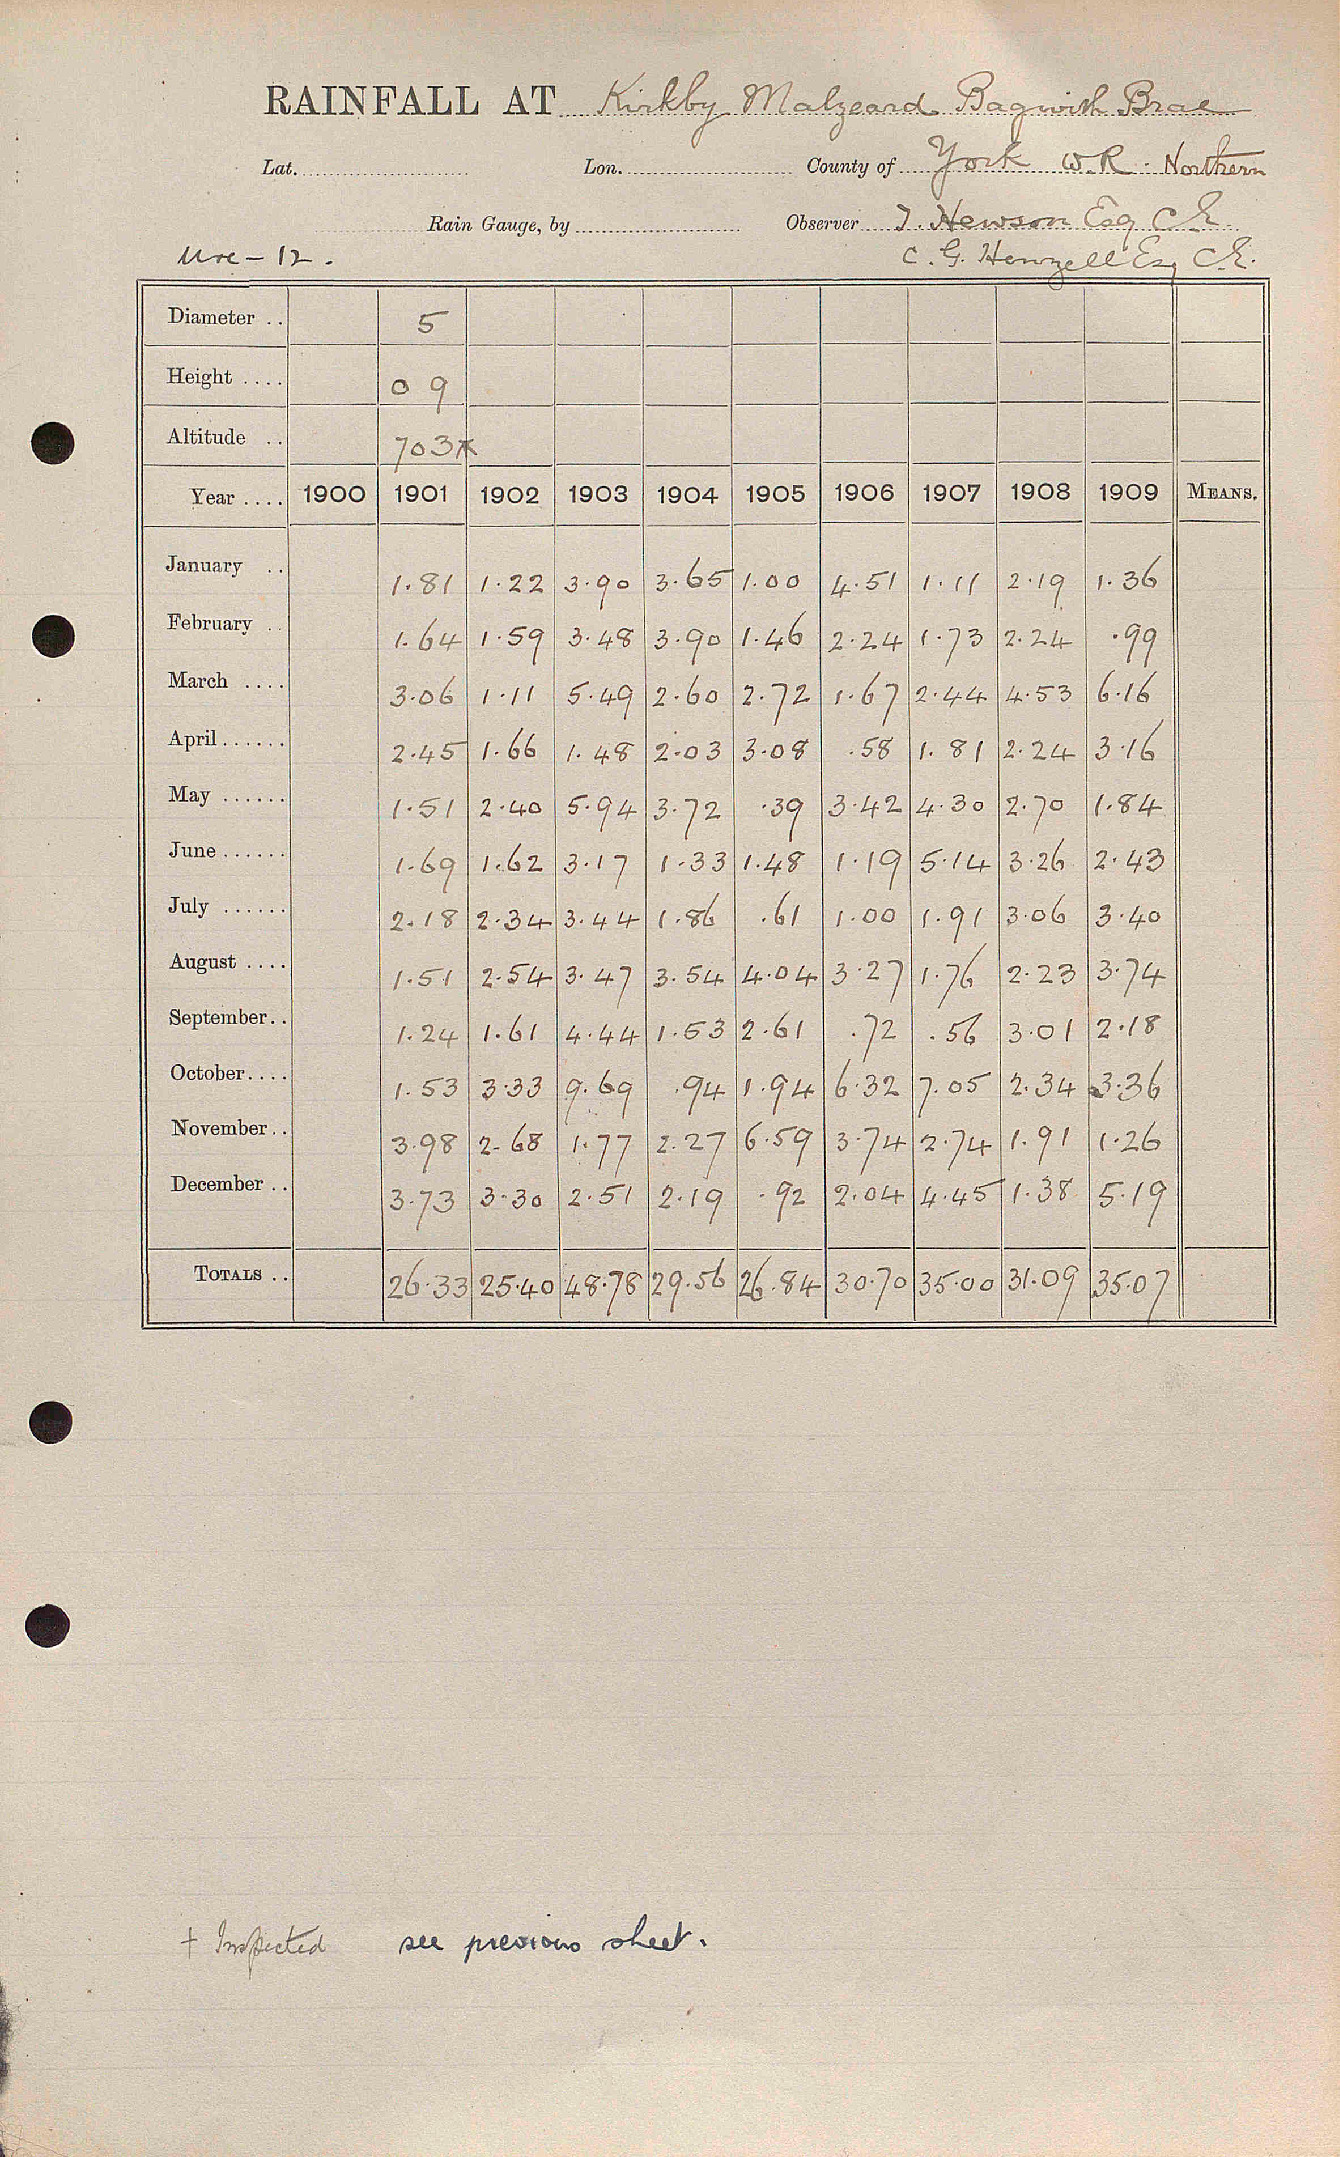 RAINFALL AT Kirkby Malzeard Bagwith Brae
Lat. Lon. County of York W.R. Northern
Rain Gauge, by Observer T. Newson Esq C.E.
Ure - 12. C. G. Henzell Esq C.E.
Diameter .. 5
Height .... 0 9
Altitude .. 703
Year .... 1900 1901 1902 1903 1904 1905 1906 1907 1908 1909 MEANS.
January .. 1.81 1.22 3.90 3.65 1.00 4.51 1.11 2.19 1.36
February .. 1.64 1.59 3.48 3.90 1.46 2.24 1.73 2.24 .99
March .... 3.06 1.11 5.49 2.60 2.72 1.67 2.44 4.53 6.16
April ...... 2.45 1.66 1.48 2.03 3.08 .58 1.81 2.24 3.16
May ...... 1.51 2.40 5.94 3.72 .39 3.42 4.30 2.70 1.84
June ...... 1.69 1.62 3.17 1.33 1.48 1.19 5.14 3.26 2.43
July ...... 2.18 2.34 3.44 1.86 .61 1.00 1.91 3.06 3.40
August .... 1.51 2.54 3.47 3.54 4.04 3.27 1.76 2.23 3.74
September.. 1.24 1.61 4.44 1.53 2.61 .72 .56 3.01 2.18
October.... 1.53 3.33 9.69 .94 1.94 6.32 7.05 2.34 3.36
November.. 3.98 2.68 1.77 2.27 6.59 3.74 2.74 1.91 1.26
December .. 3.73 3.30 2.51 2.19 .92 2.04 4.45 1.38 5.19
TOTALS .. 26.33 25.40 48.78 29.56 26.84 30.70 35.00 31.09 35.07
† Inspected see previous sheet.